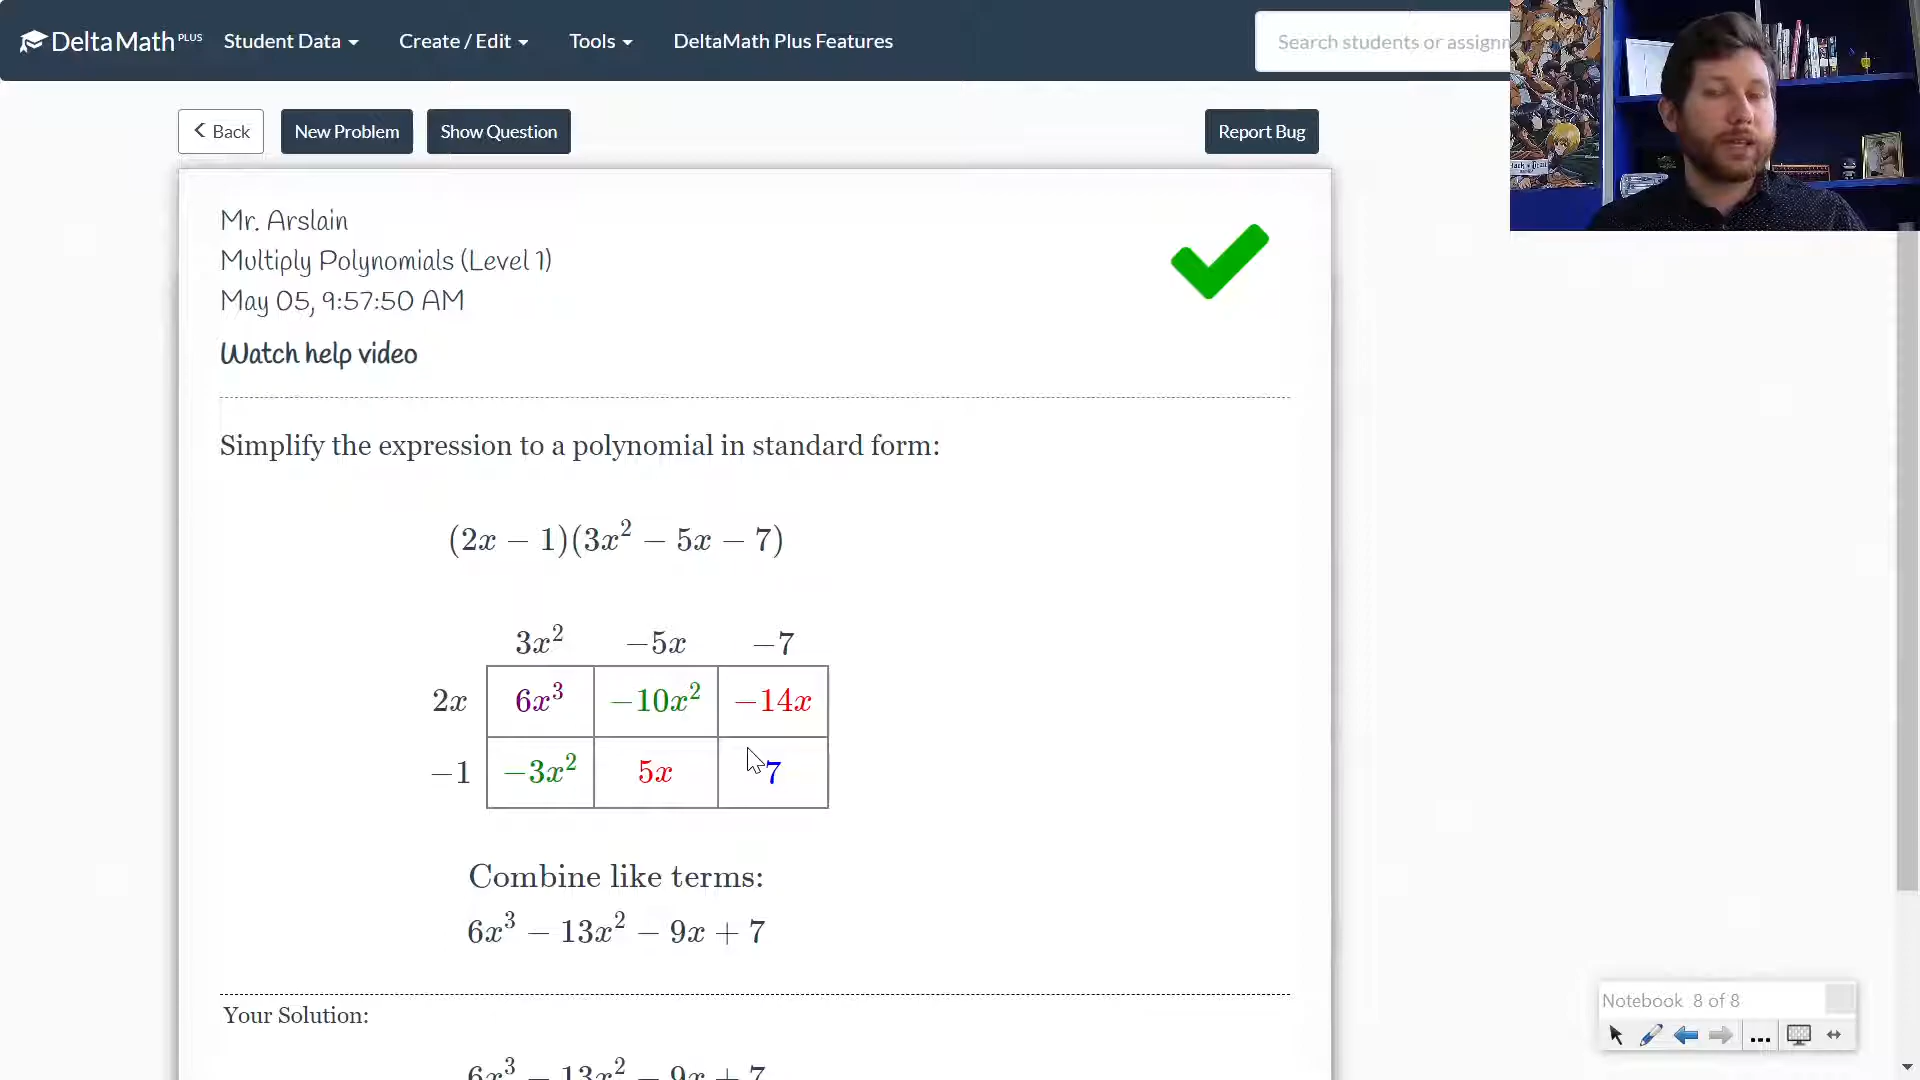 DeltaMath PLUS Student Data Create / Edit Tools DeltaMath Plus Features Search students or assignm
Back New Problem Show Question Report Bug
Mr. Arslain
Multiply Polynomials (Level 1)
May 05, 9:57:50 AM
Watch help video
Simplify the expression to a polynomial in standard form:
(2x − 1)(3x² − 5x − 7)
3x² −5x −7
2x 6x³ −10x² −14x
−1 −3x² 5x 7
Combine like terms:
6x³ − 13x² − 9x + 7
Your Solution:
6x³ − 13x² − 9x + 7
Notebook 8 of 8